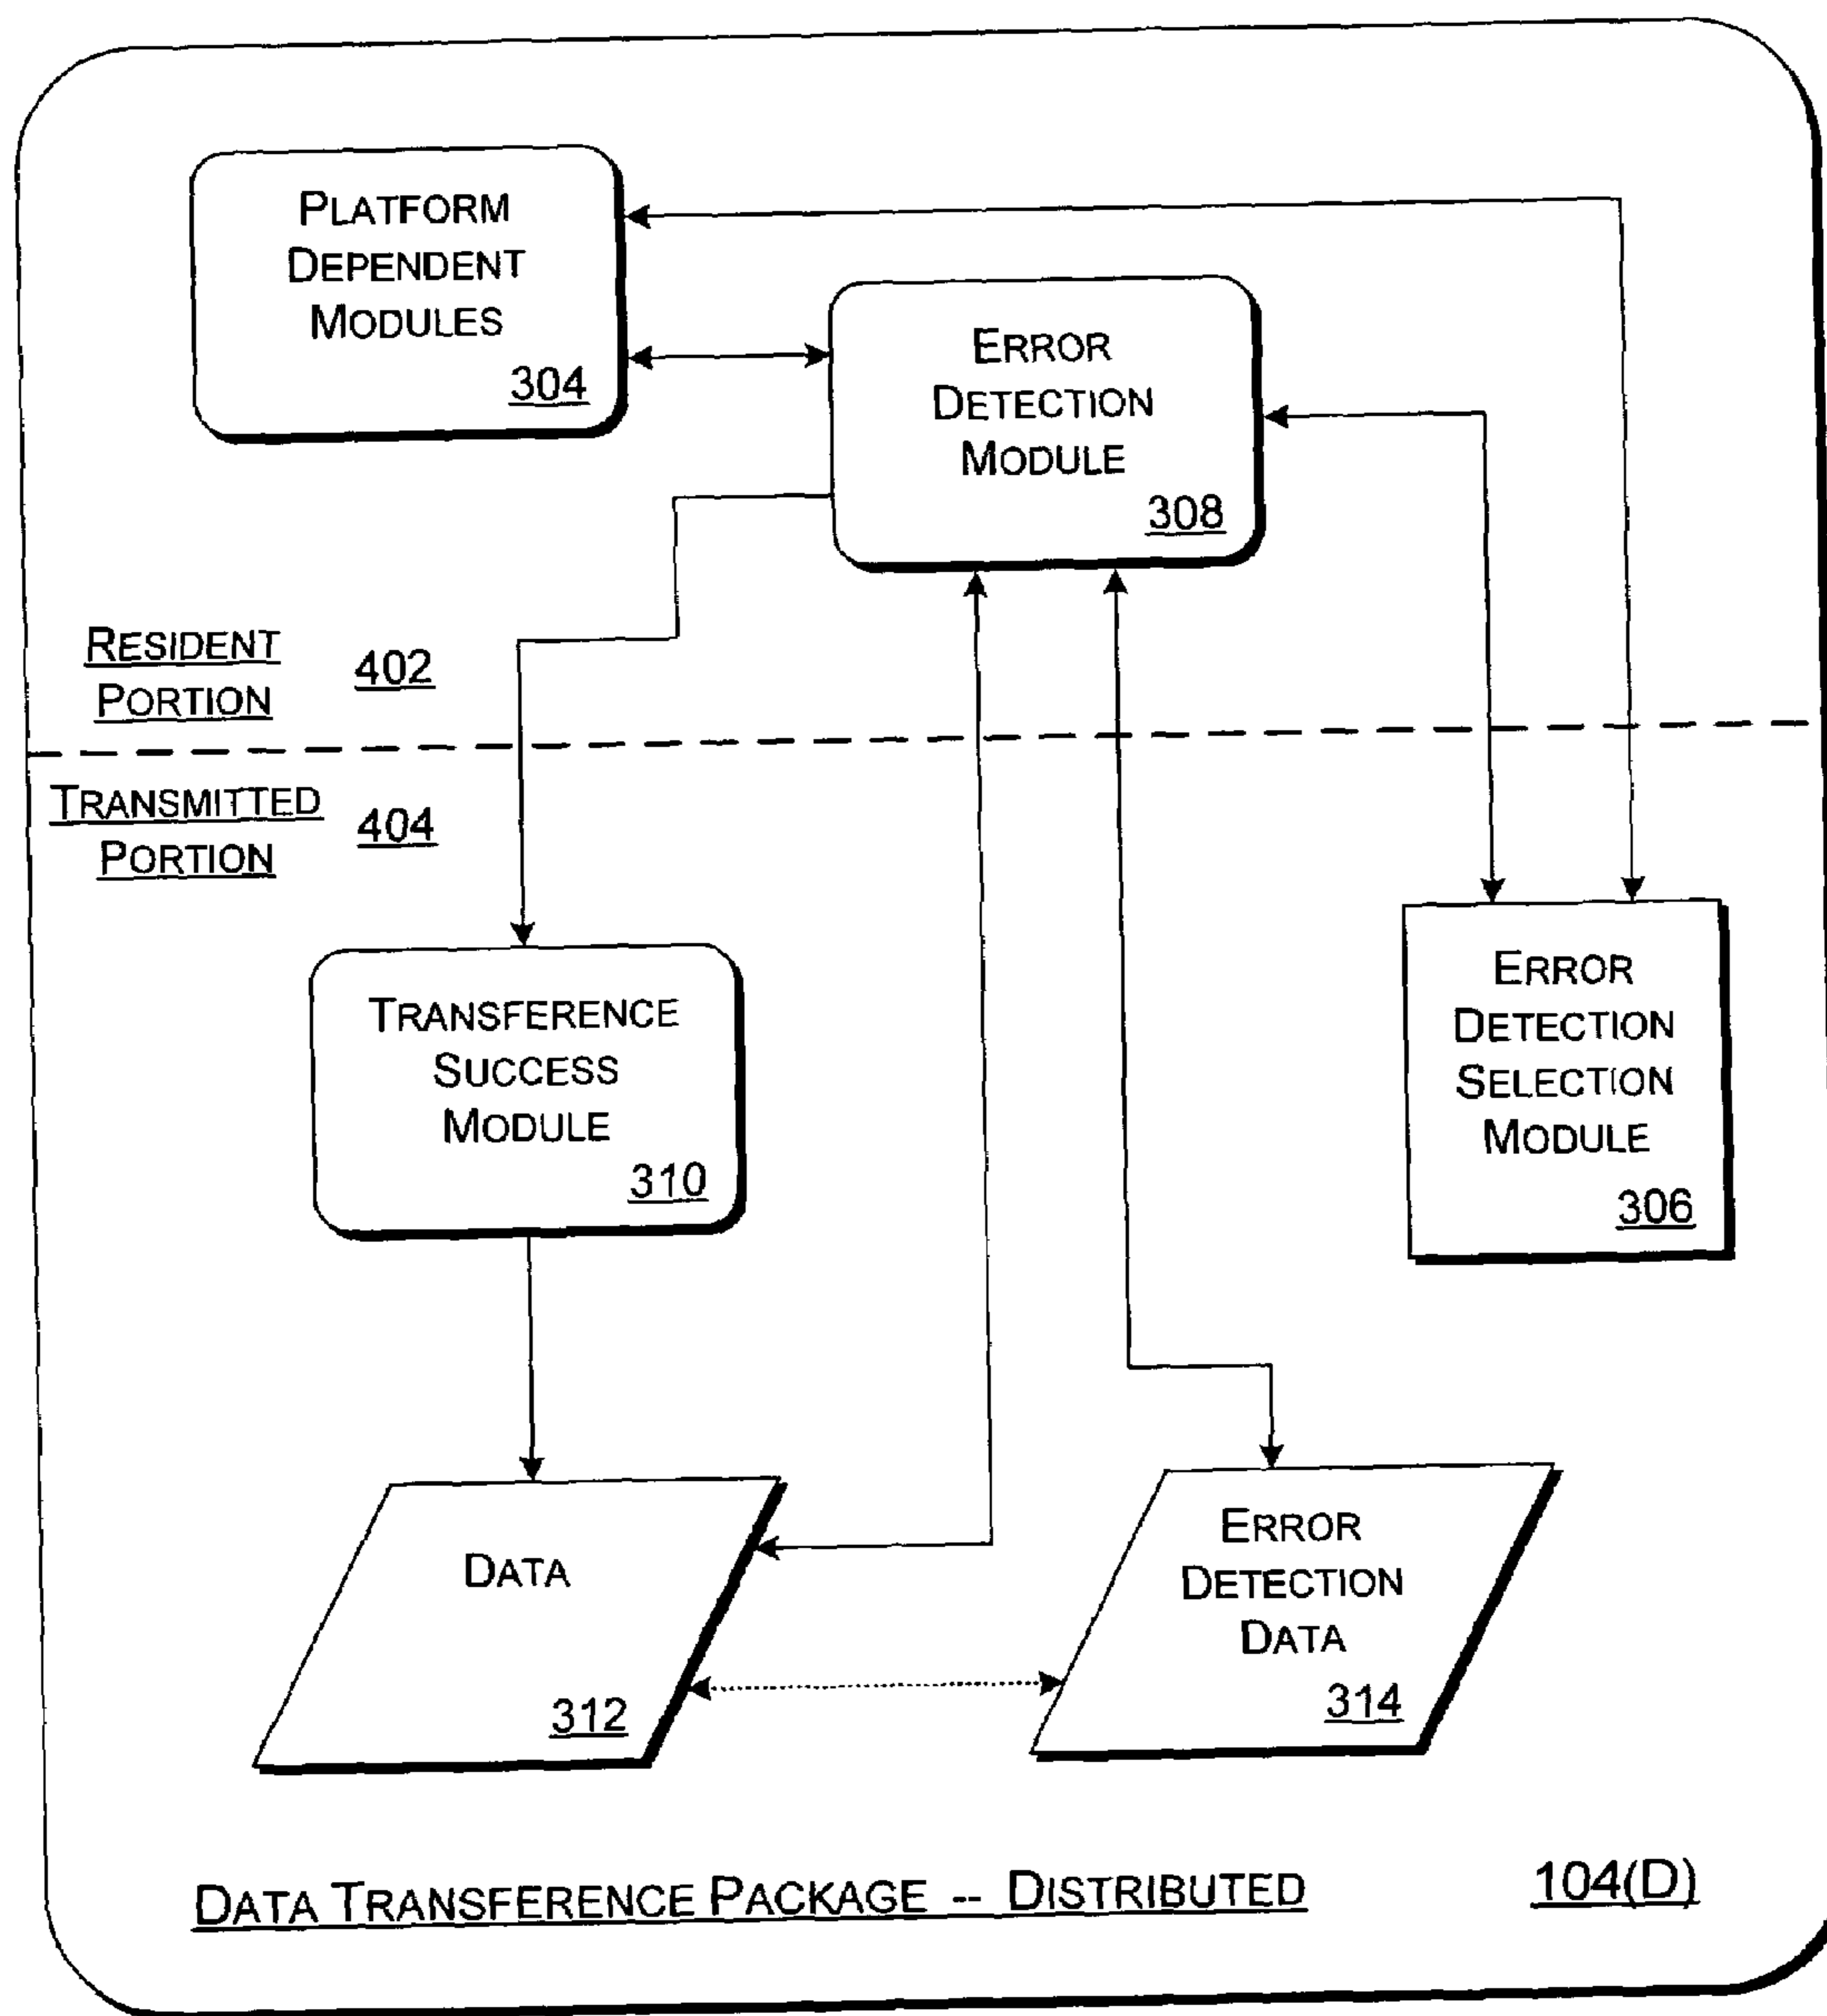 PLATFORM
DEPENDENT
MODULES
304
ERROR
DETECTION
MODULE
308
RESIDENT
PORTION
402
TRANSMITTED
PORTION
404
TRANSFERENCE
SUCCESS
MODULE
310
ERROR
DETECTION
SELECTION
MODULE
306
DATA
312
ERROR
DETECTION
DATA
314
DATA TRANSFERENCE PACKAGE -- DISTRIBUTED 104(D)